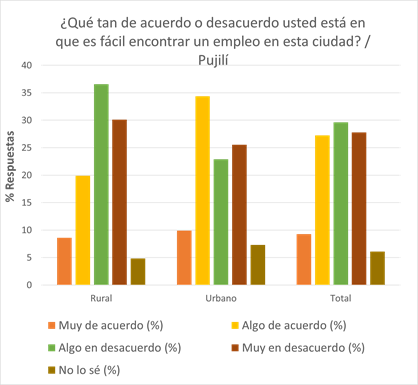 ¿Qué tan de acuerdo o desacuerdo usted está en
que es fácil encontrar un empleo en esta ciudad? /
Pujilí
% Respuestas
40
35
30
25
20
15
10
5
0
Rural Urbano Total
Muy de acuerdo (%) Algo de acuerdo (%)
Algo en desacuerdo (%) Muy en desacuerdo (%)
No lo sé (%)